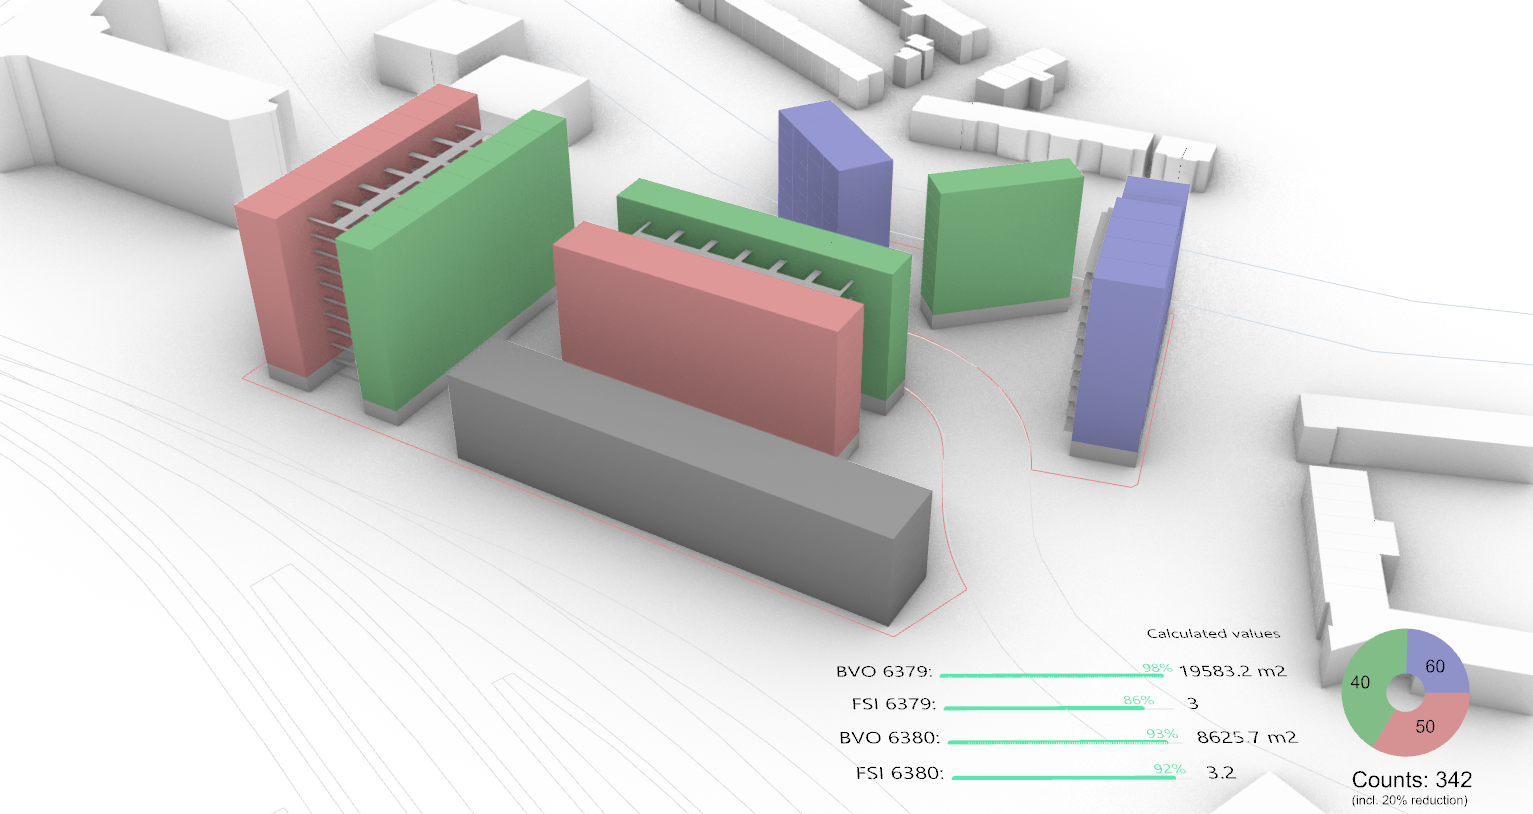 Calculated values
BVO 6379: 98% 19583.2 m2
FSI 6379: 86% 3
BVO 6380: 93% 8625.7 m2
FSI 6380: 92% 3.2
60
40
50
Counts: 342
(incl. 20% reduction)